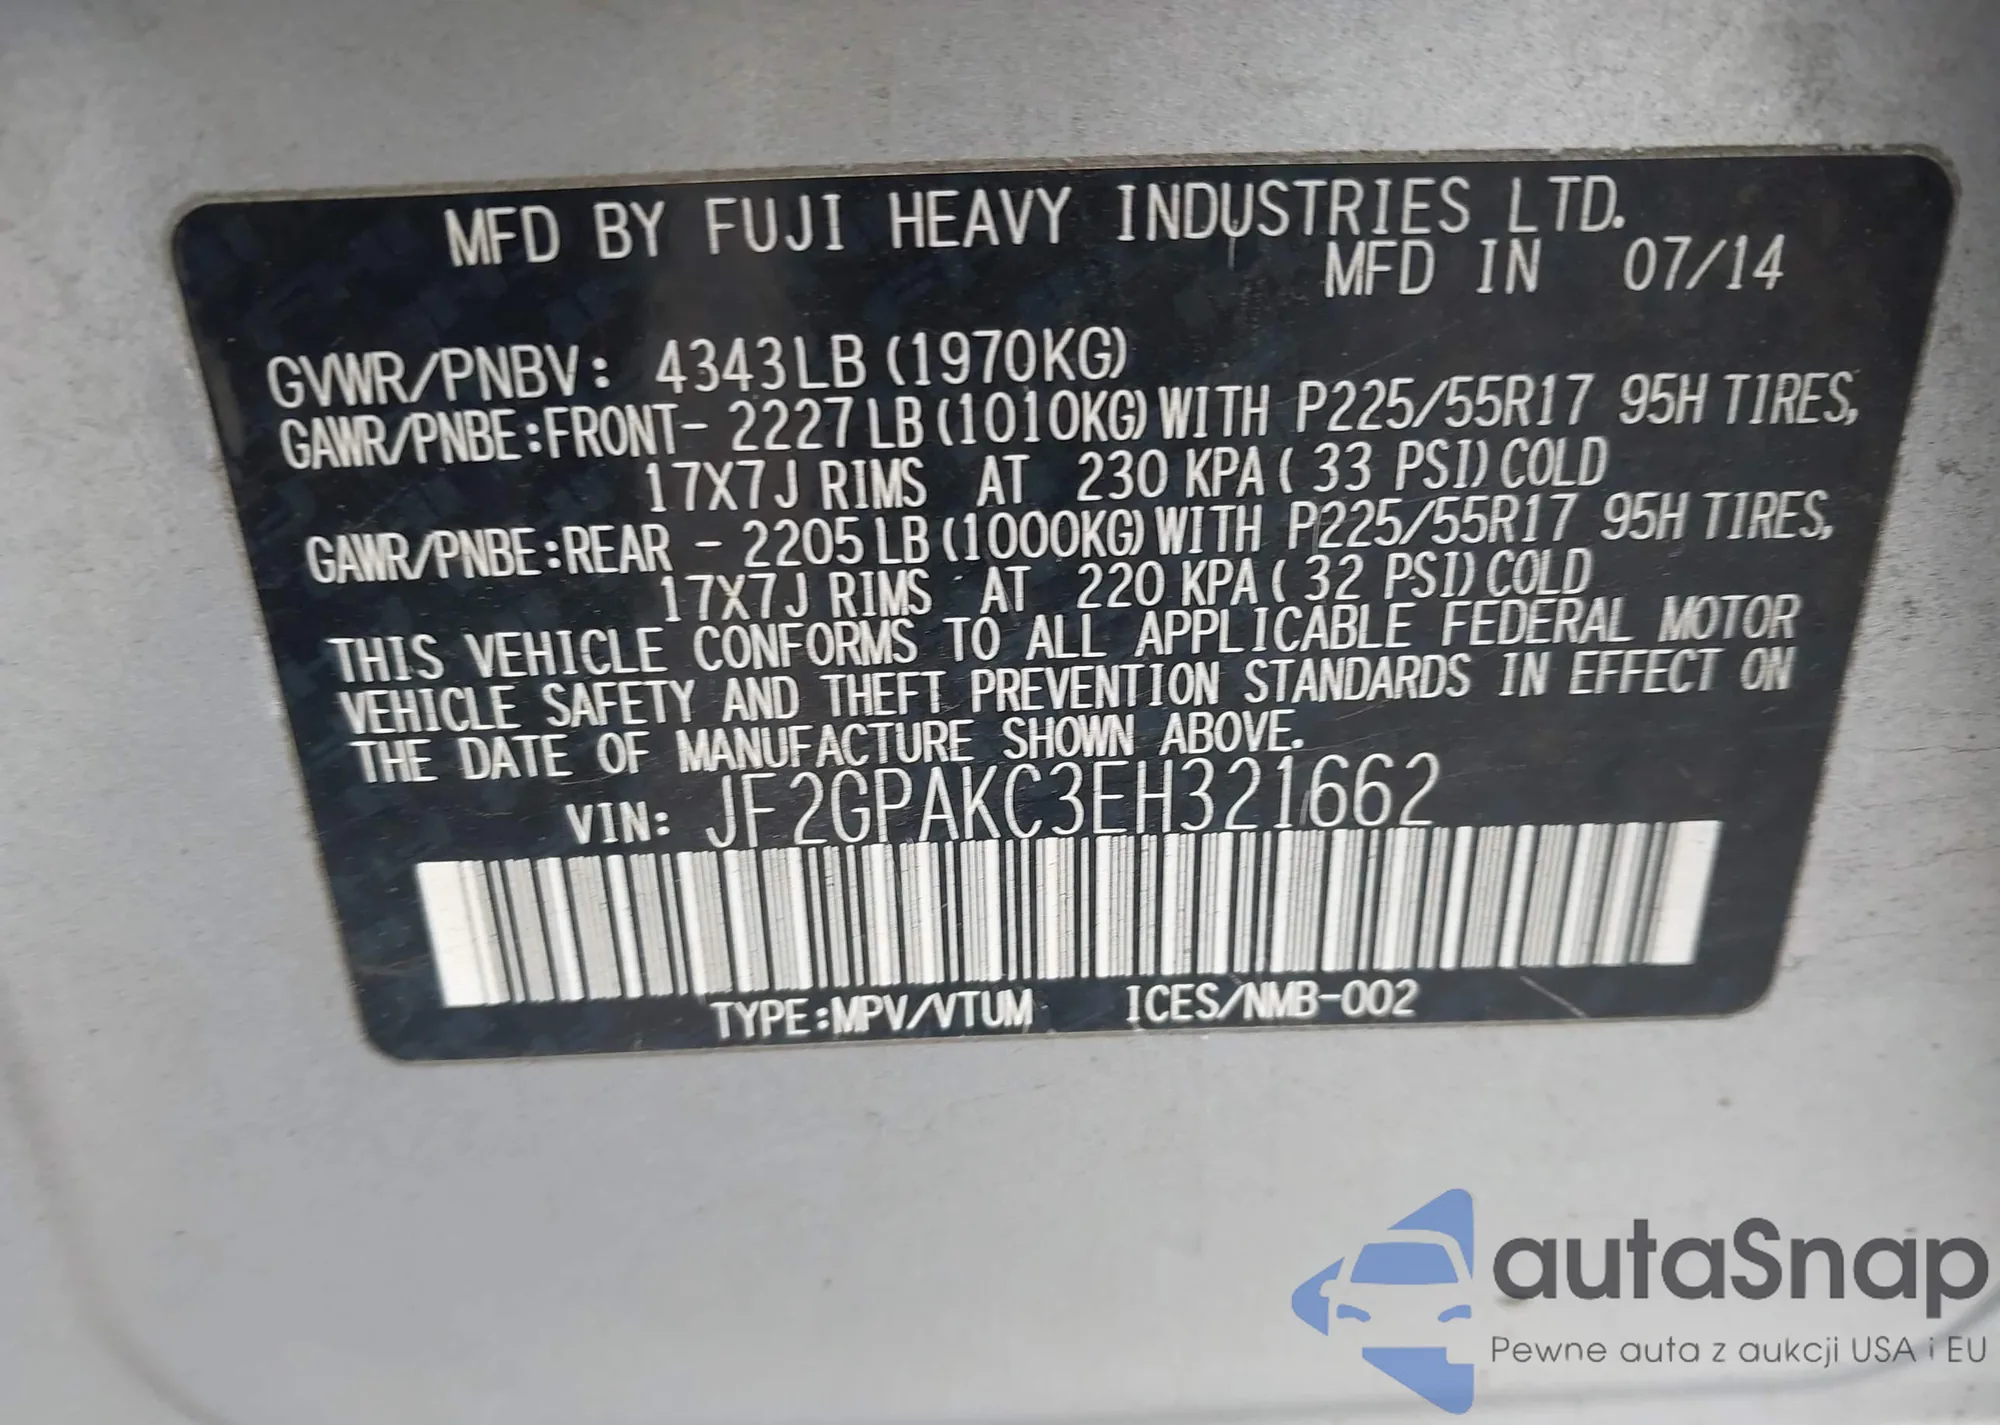 MFD BY FUJI HEAVY INDUSTRIES LTD.
MFD IN 07/14
GVWR/PNBV: 4343LB (1970KG)
GAWR/PNBE:FRONT- 2227LB (1010KG) WITH P225/55R17 95H TIRES,
17X7J RIMS AT 230 KPA ( 33 PSI) COLD
GAWR/PNBE:REAR - 2205LB (1000KG) WITH P225/55R17 95H TIRES,
17X7J RIMS AT 220 KPA ( 32 PSI) COLD
THIS VEHICLE CONFORMS TO ALL APPLICABLE FEDERAL MOTOR
VEHICLE SAFETY AND THEFT PREVENTION STANDARDS IN EFFECT ON
THE DATE OF MANUFACTURE SHOWN ABOVE.
VIN: JF2GPAKC3EH321662
TYPE:MPV/VTUM ICES/NMB-002
autaSnap
Pewne auta z aukcji USA i EU